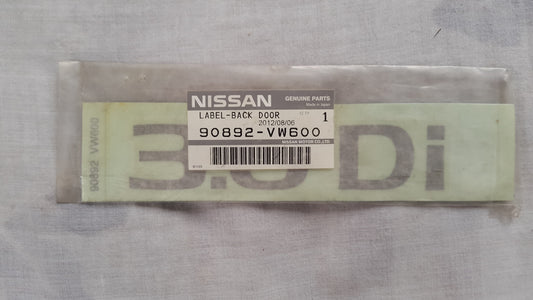 NISSAN
GENUINE PARTS
Made in Japan
LABEL-BACK DOOR
2012/08/06
Q'TY 1
90892-VW600
NISSAN MOTOR CO.,LTD.
90892 VW600
3.0 Di